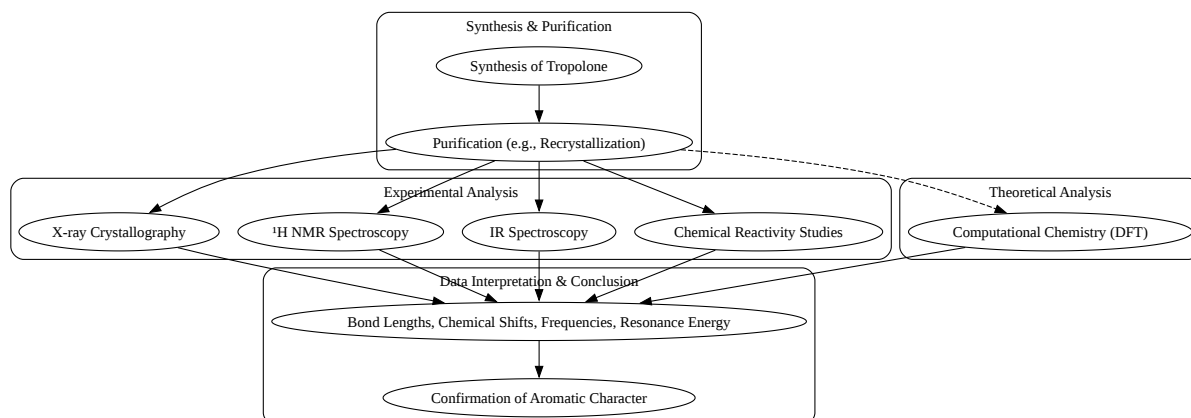 Synthesis & Purification
Synthesis of Tropolone
Purification (e.g., Recrystallization)
Experimental Analysis
Theoretical Analysis
X-ray Crystallography
¹H NMR Spectroscopy
IR Spectroscopy
Chemical Reactivity Studies
Computational Chemistry (DFT)
Data Interpretation & Conclusion
Bond Lengths, Chemical Shifts, Frequencies, Resonance Energy
Confirmation of Aromatic Character